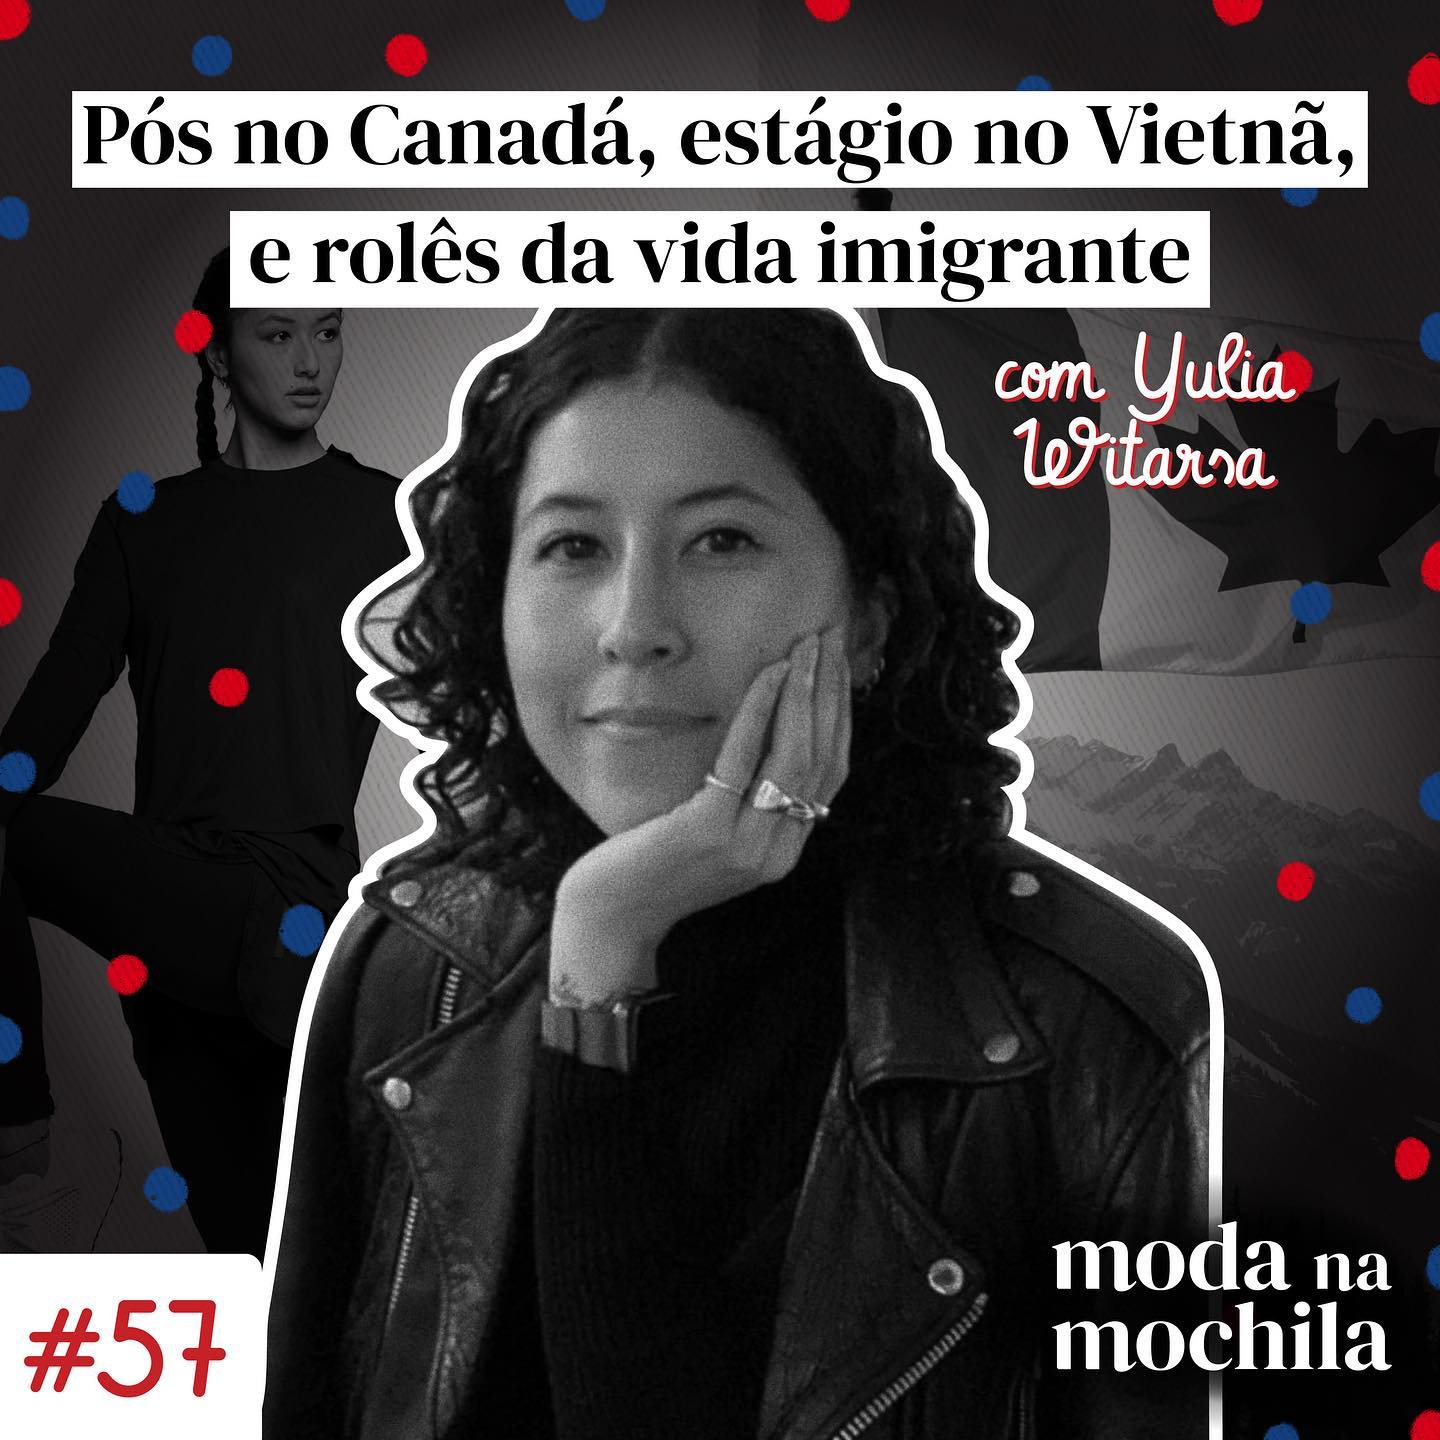 Pós no Canadá, estágio no Vietnã,
e rolês da vida imigrante
com Yulia
Witarsa
#57
moda na
mochila